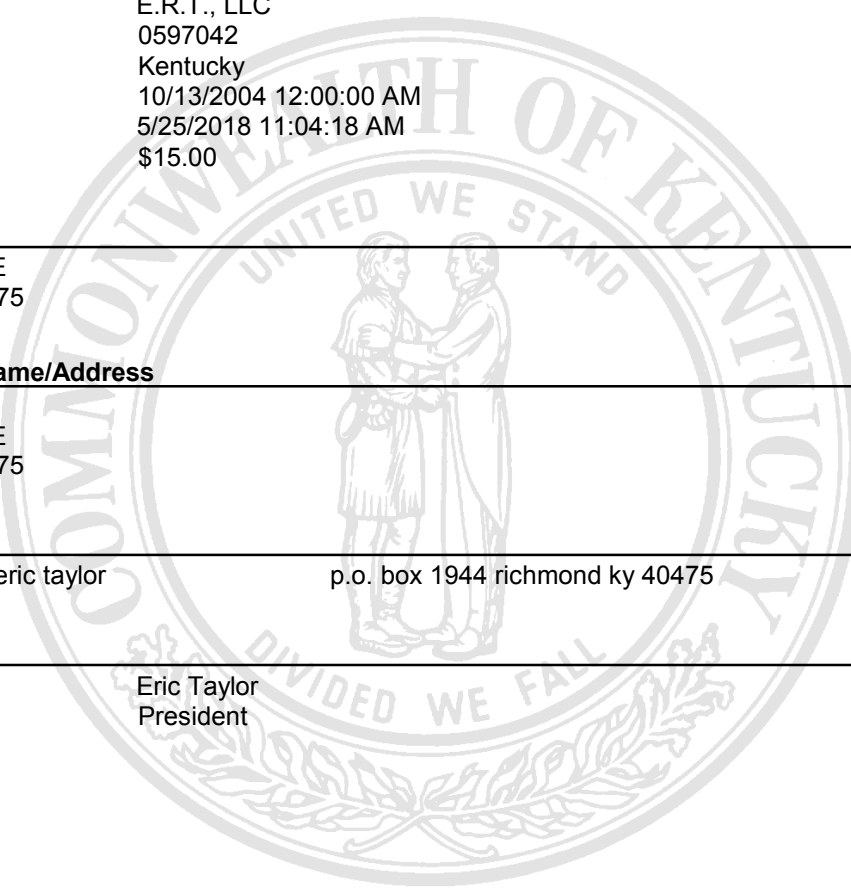 E.R.T., LLC
0597042
Kentucky
10/13/2004 12:00:00 AM
5/25/2018 11:04:18 AM
$15.00
COMMONWEALTH OF KENTUCKY
UNITED WE STAND
E
75
ame/Address
E
75
eric taylor p.o. box 1944 richmond ky 40475
DIVIDED WE FALL
Eric Taylor
President